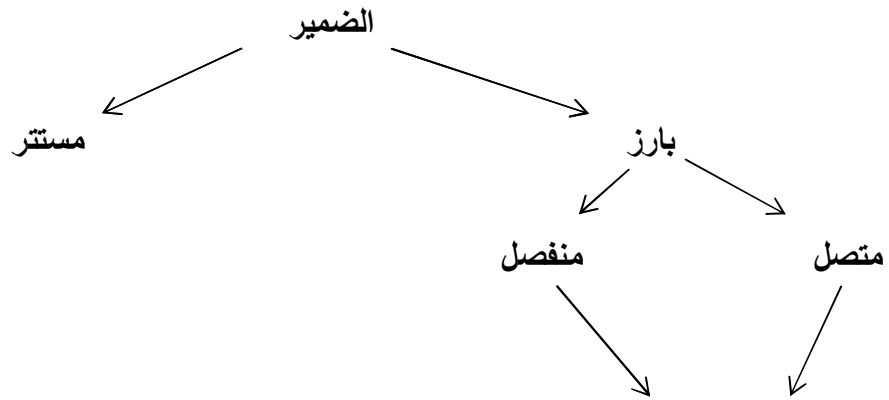 الضمير
بارز
مستتر
متصل
منفصل